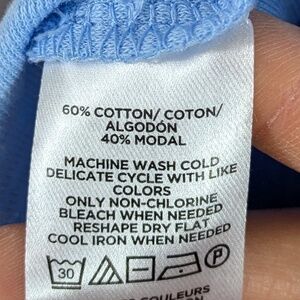 60% COTTON/ COTON/
ALGODÓN
40% MODAL
MACHINE WASH COLD
DELICATE CYCLE WITH LIKE
COLORS
ONLY NON-CHLORINE
BLEACH WHEN NEEDED
RESHAPE DRY FLAT
COOL IRON WHEN NEEDED
30 P
COULEURS